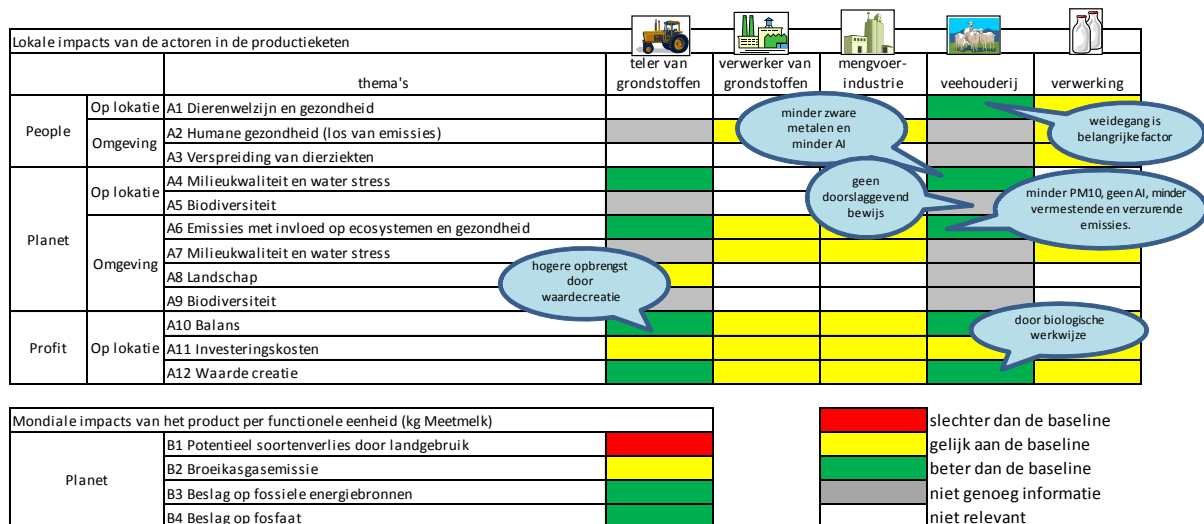 Lokale impacts van de actoren in de productieketen
thema's
teler van grondstoffen
verwerker van grondstoffen
mengvoer-industrie
veehouderij
verwerking
People
Op lokatie
A1 Dierenwelzijn en gezondheid
Omgeving
A2 Humane gezondheid (los van emissies)
A3 Verspreiding van dierziekten
Planet
Op lokatie
A4 Milieukwaliteit en water stress
A5 Biodiversiteit
Omgeving
A6 Emissies met invloed op ecosystemen en gezondheid
A7 Milieukwaliteit en water stress
A8 Landschap
A9 Biodiversiteit
Profit
Op lokatie
A10 Balans
A11 Investeringskosten
A12 Waarde creatie
minder zware
metalen en
minder AI
weidegang is
belangrijke factor
geen
doorslaggevend
bewijs
minder PM10, geen AI, minder
vermestende en verzurende
emissies.
hogere opbrengst
door
waardecreatie
door biologische
werkwijze
Mondiale impacts van het product per functionele eenheid (kg Meetmelk)
Planet
B1 Potentieel soortenverlies door landgebruik
B2 Broeikasgasemissie
B3 Beslag op fossiele energiebronnen
B4 Beslag op fosfaat
slechter dan de baseline
gelijk aan de baseline
beter dan de baseline
niet genoeg informatie
niet relevant